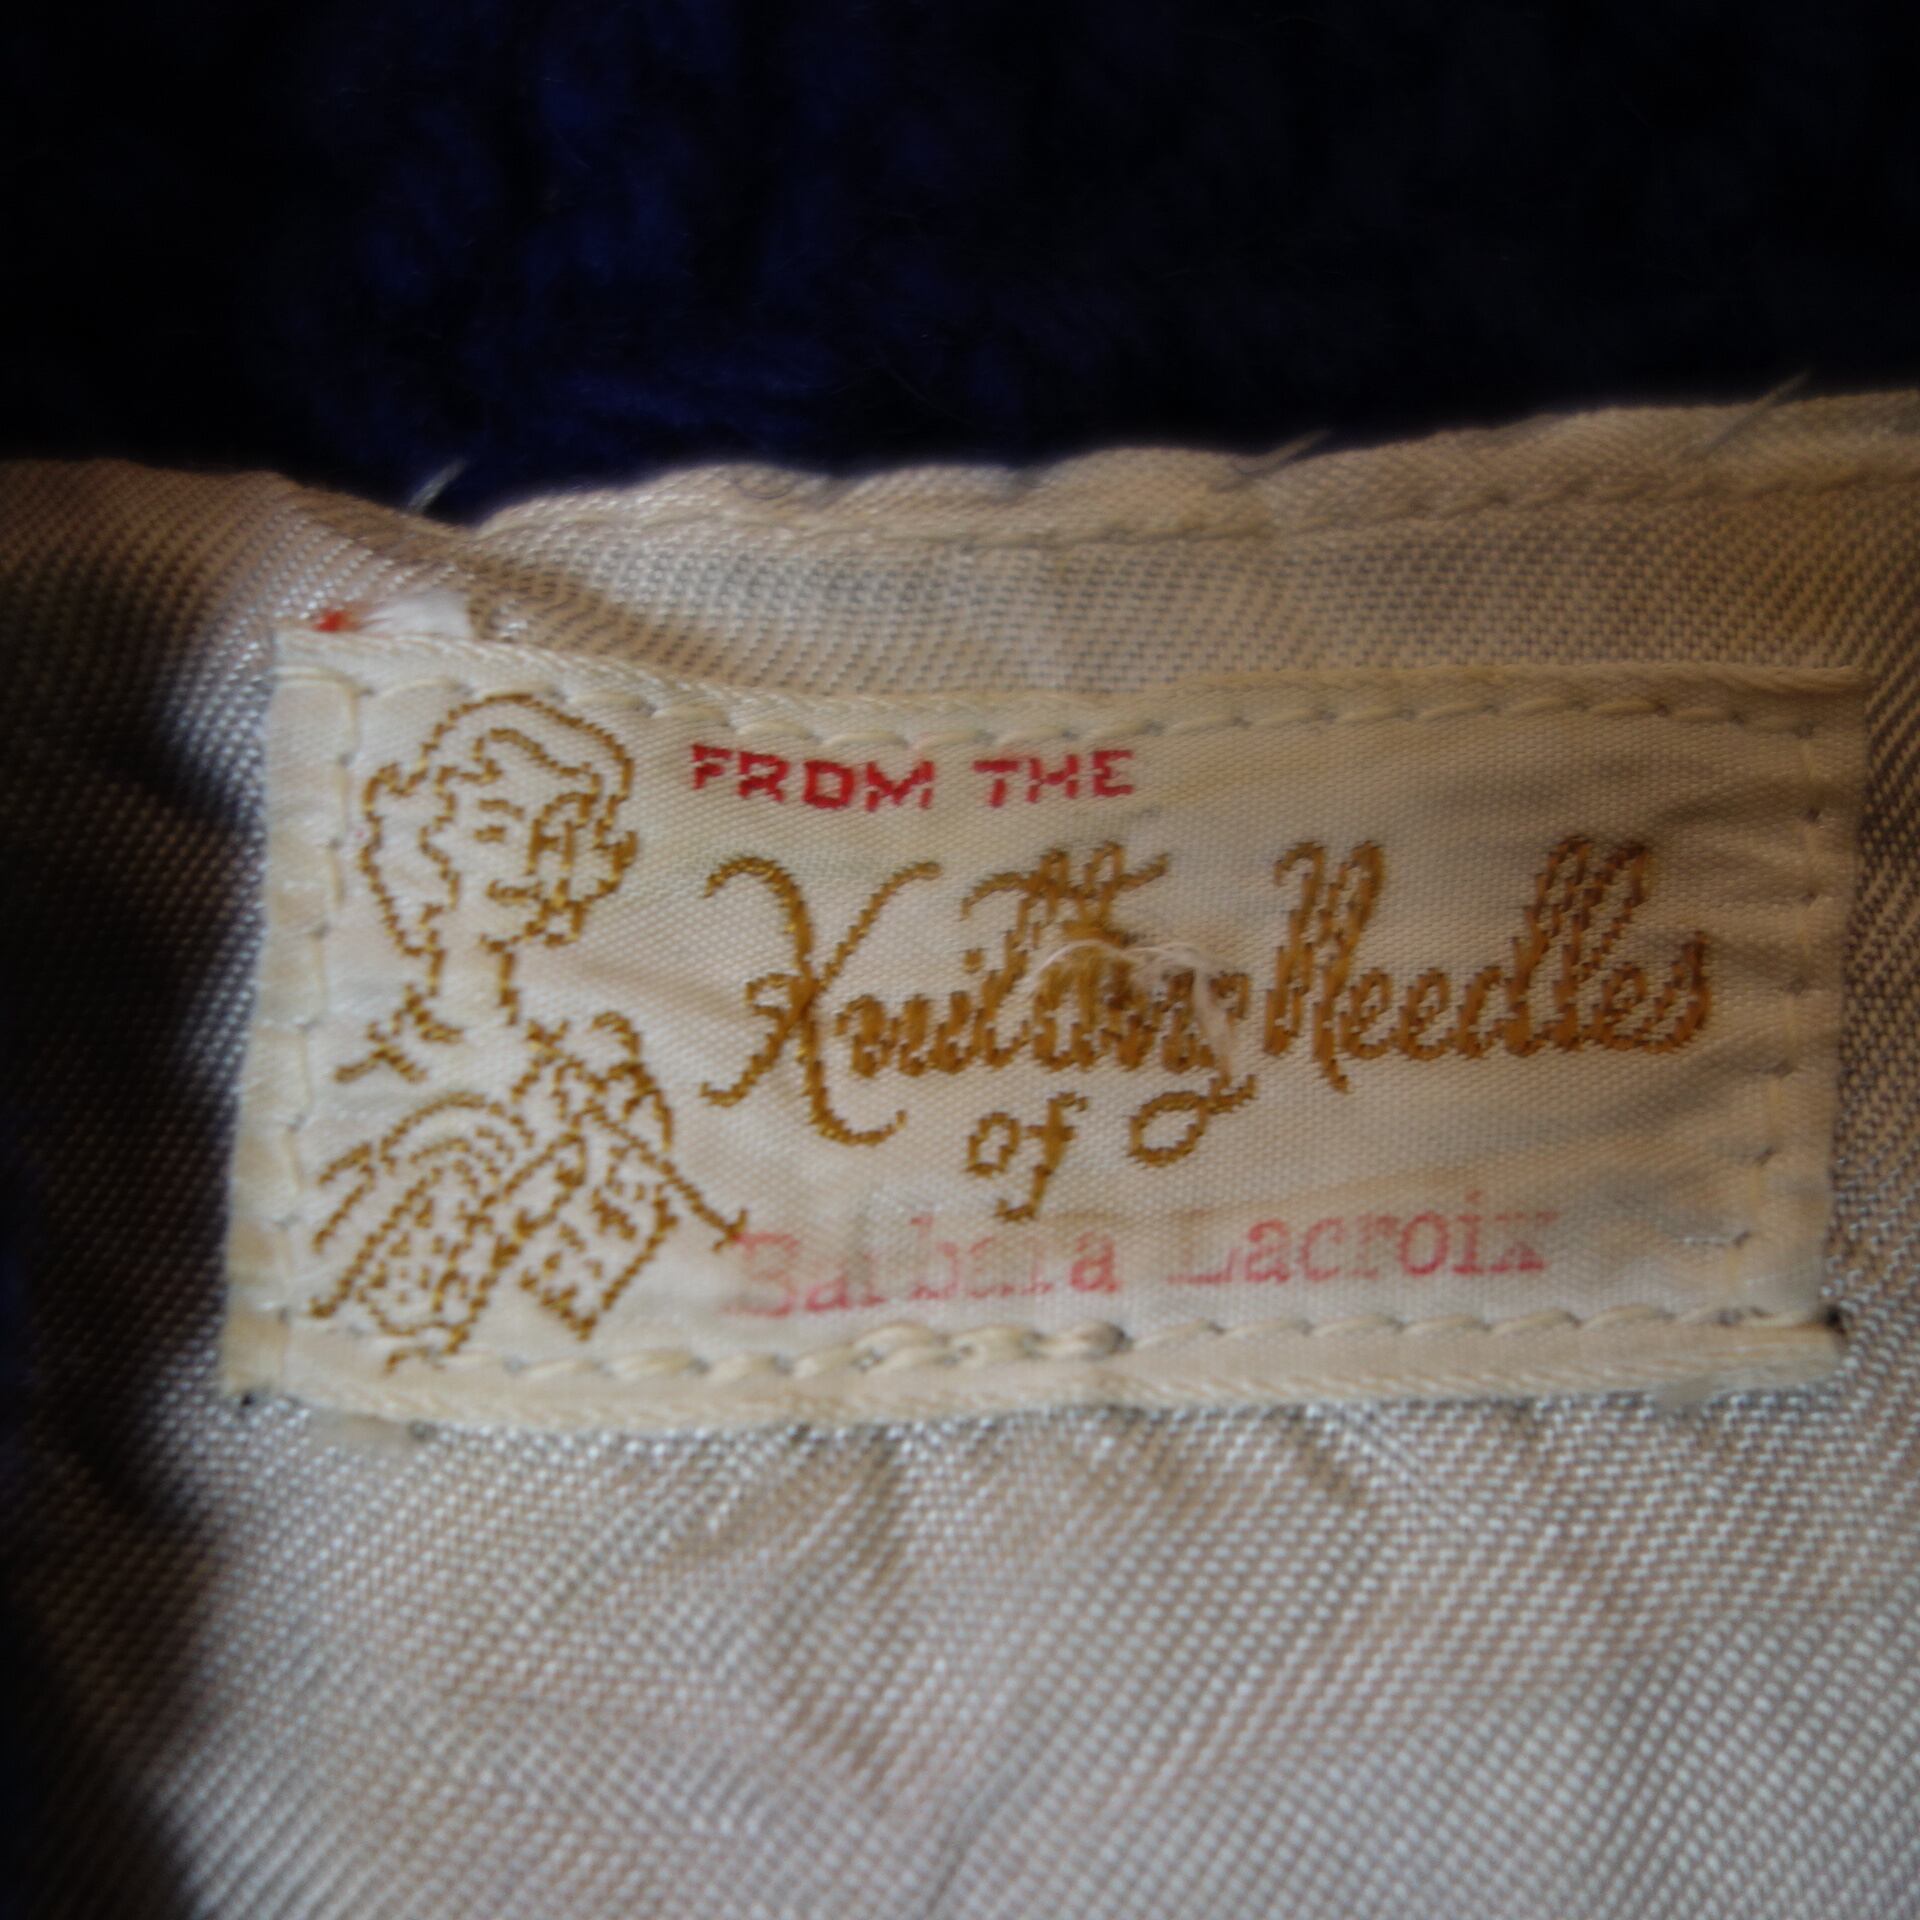 FROM THE
Knitting Needles
of
Barbara Lacroix